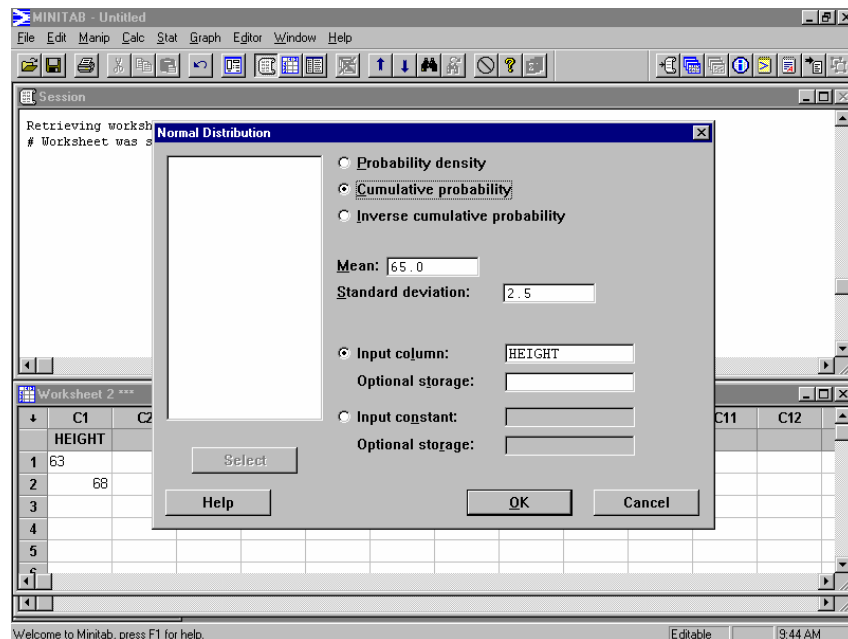 MINITAB - Untitled
File Edit Manip Calc Stat Graph Editor Window Help
Session
Retrieving worksh
# Worksheet was s
Normal Distribution
Probability density
Cumulative probability
Inverse cumulative probability
Mean: 65.0
Standard deviation: 2.5
Input column: HEIGHT
Optional storage:
Input constant:
Optional storage:
Select
Help OK Cancel
Worksheet 2 ***
C1 C2 C11 C12
HEIGHT
1 63
2 68
3
4
5
6
Welcome to Minitab, press F1 for help. Editable 9:44 AM